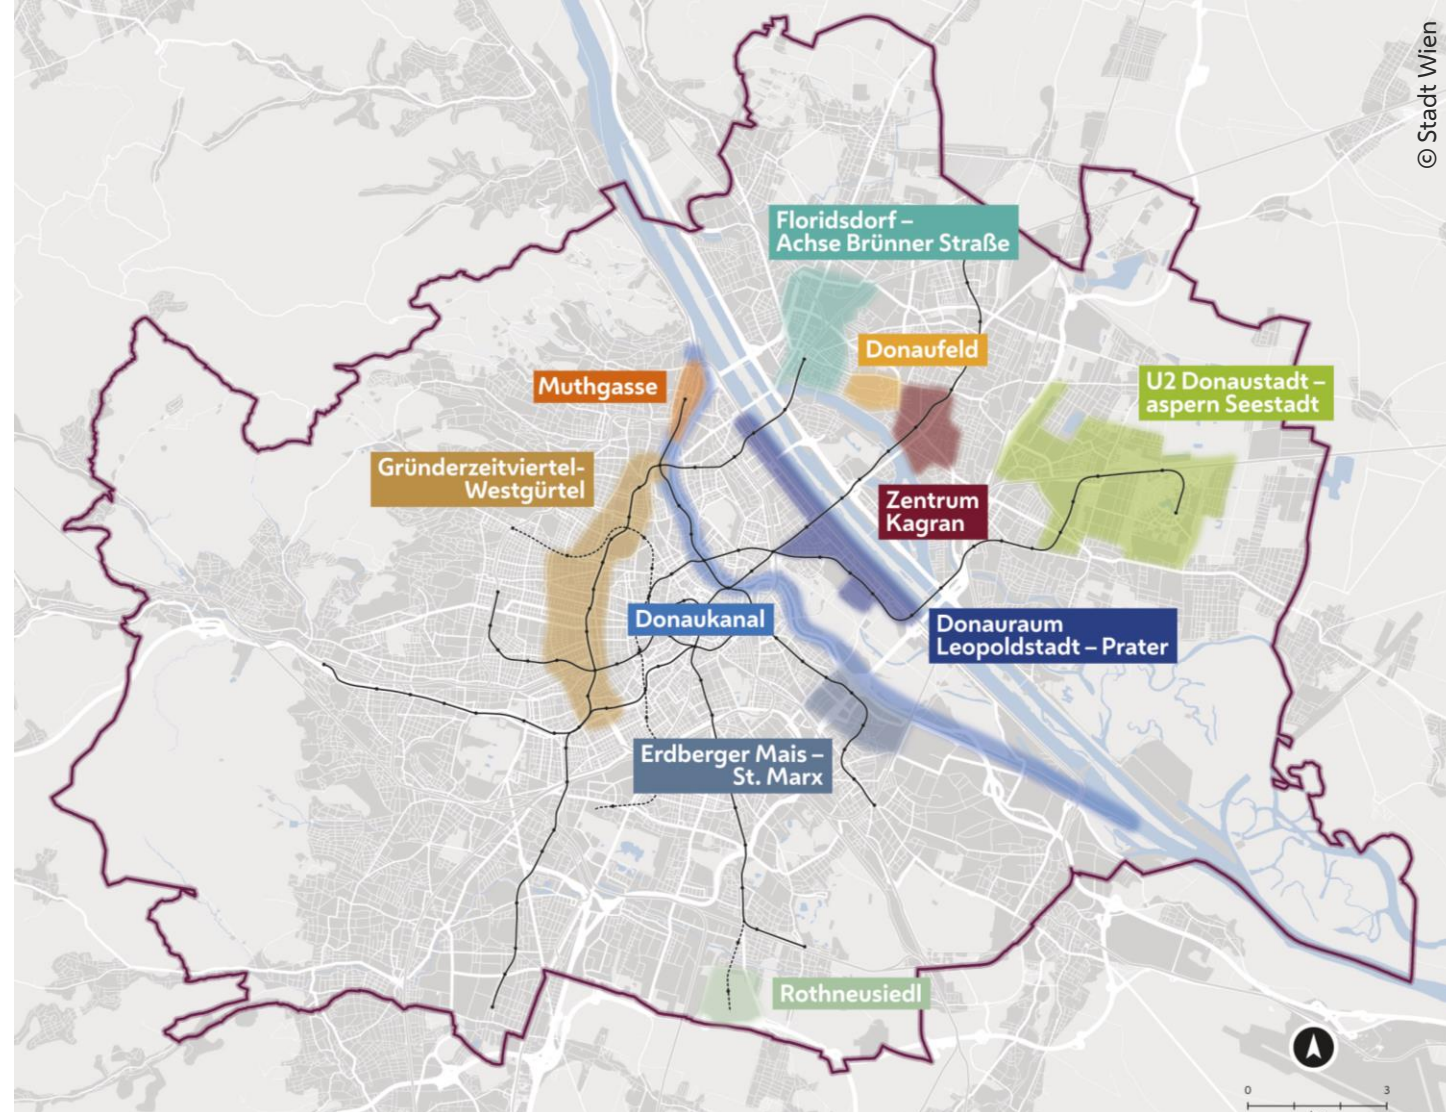 © Stadt Wien
Floridsdorf –
Achse Brünner Straße
Donaufeld
U2 Donaustadt –
aspern Seestadt
Muthgasse
Gründerzeitviertel-
Westgürtel
Zentrum
Kagran
Donaukanal
Donauraum
Leopoldstadt – Prater
Erdberger Mais –
St. Marx
Rothneusiedl
0 3